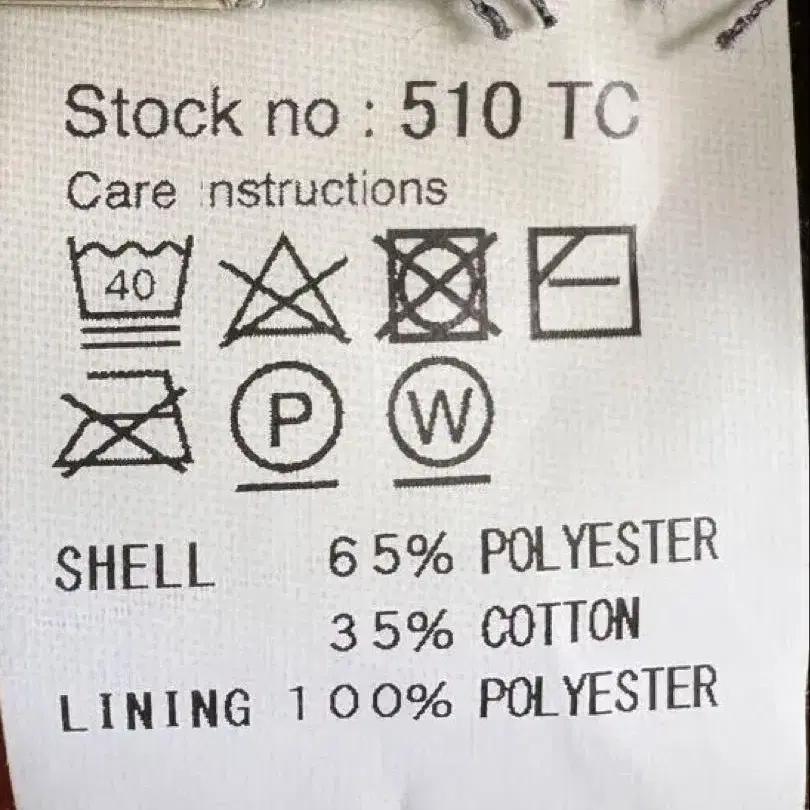 Stock no : 510 TC
Care nstructions
40
P W
SHELL 65% POLYESTER
35% COTTON
LINING 100% POLYESTER